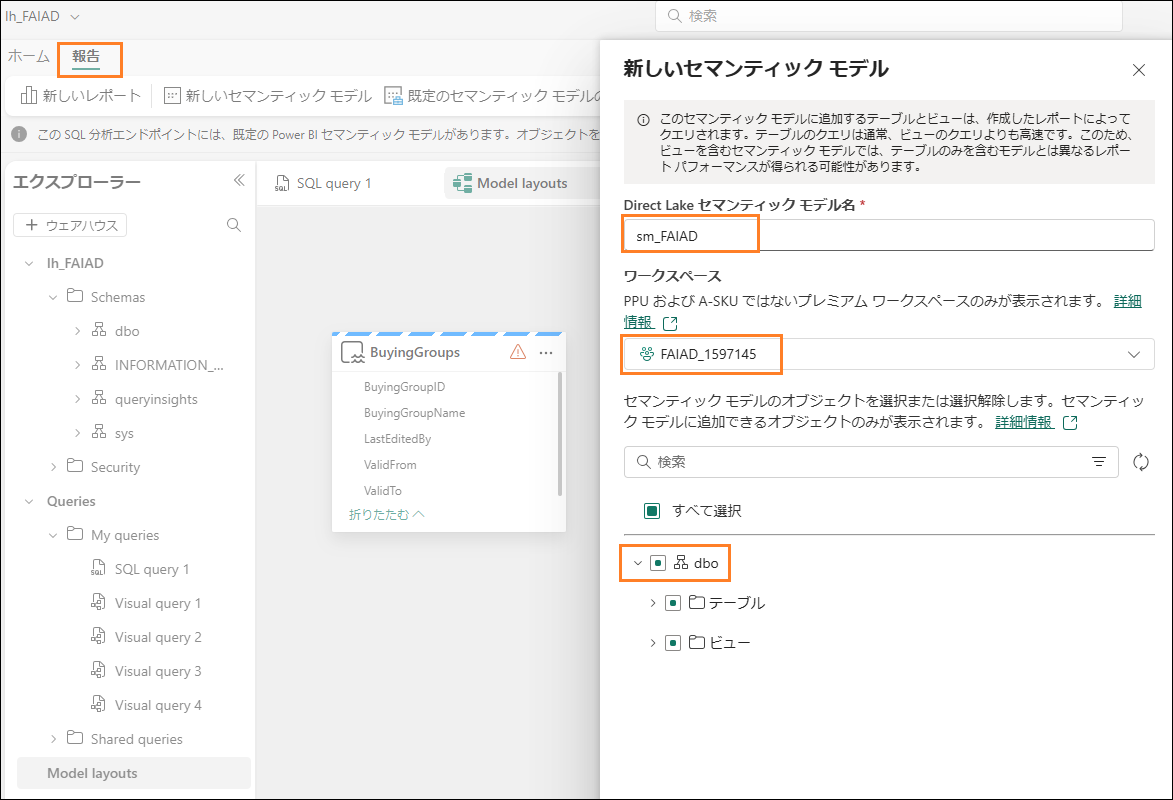 lh_FAIAD
検索
ホーム
報告
新しいレポート
新しいセマンティック モデル
既定のセマンティック モデルの
この SQL 分析エンドポイントには、既定の Power BI セマンティック モデルがあります。オブジェクトを
エクスプローラー
ウェアハウス
lh_FAIAD
Schemas
dbo
INFORMATION_...
queryinsights
sys
Security
Queries
My queries
SQL query 1
Visual query 1
Visual query 2
Visual query 3
Visual query 4
Shared queries
Model layouts
SQL query 1
Model layouts
BuyingGroups
BuyingGroupID
BuyingGroupName
LastEditedBy
ValidFrom
ValidTo
折りたたむ
新しいセマンティック モデル
このセマンティック モデルに追加するテーブルとビューは、作成したレポートによって
クエリされます。テーブルのクエリは通常、ビューのクエリよりも高速です。このため、
ビューを含むセマンティック モデルでは、テーブルのみを含むモデルとは異なるレポー
ト パフォーマンスが得られる可能性があります。
Direct Lake セマンティック モデル名 *
sm_FAIAD
ワークスペース
PPU および A-SKU ではないプレミアム ワークスペースのみが表示されます。 詳細
情報
FAIAD_1597145
セマンティック モデルのオブジェクトを選択または選択解除します。セマンティッ
ク モデルに追加できるオブジェクトのみが表示されます。 詳細情報
検索
すべて選択
dbo
テーブル
ビュー